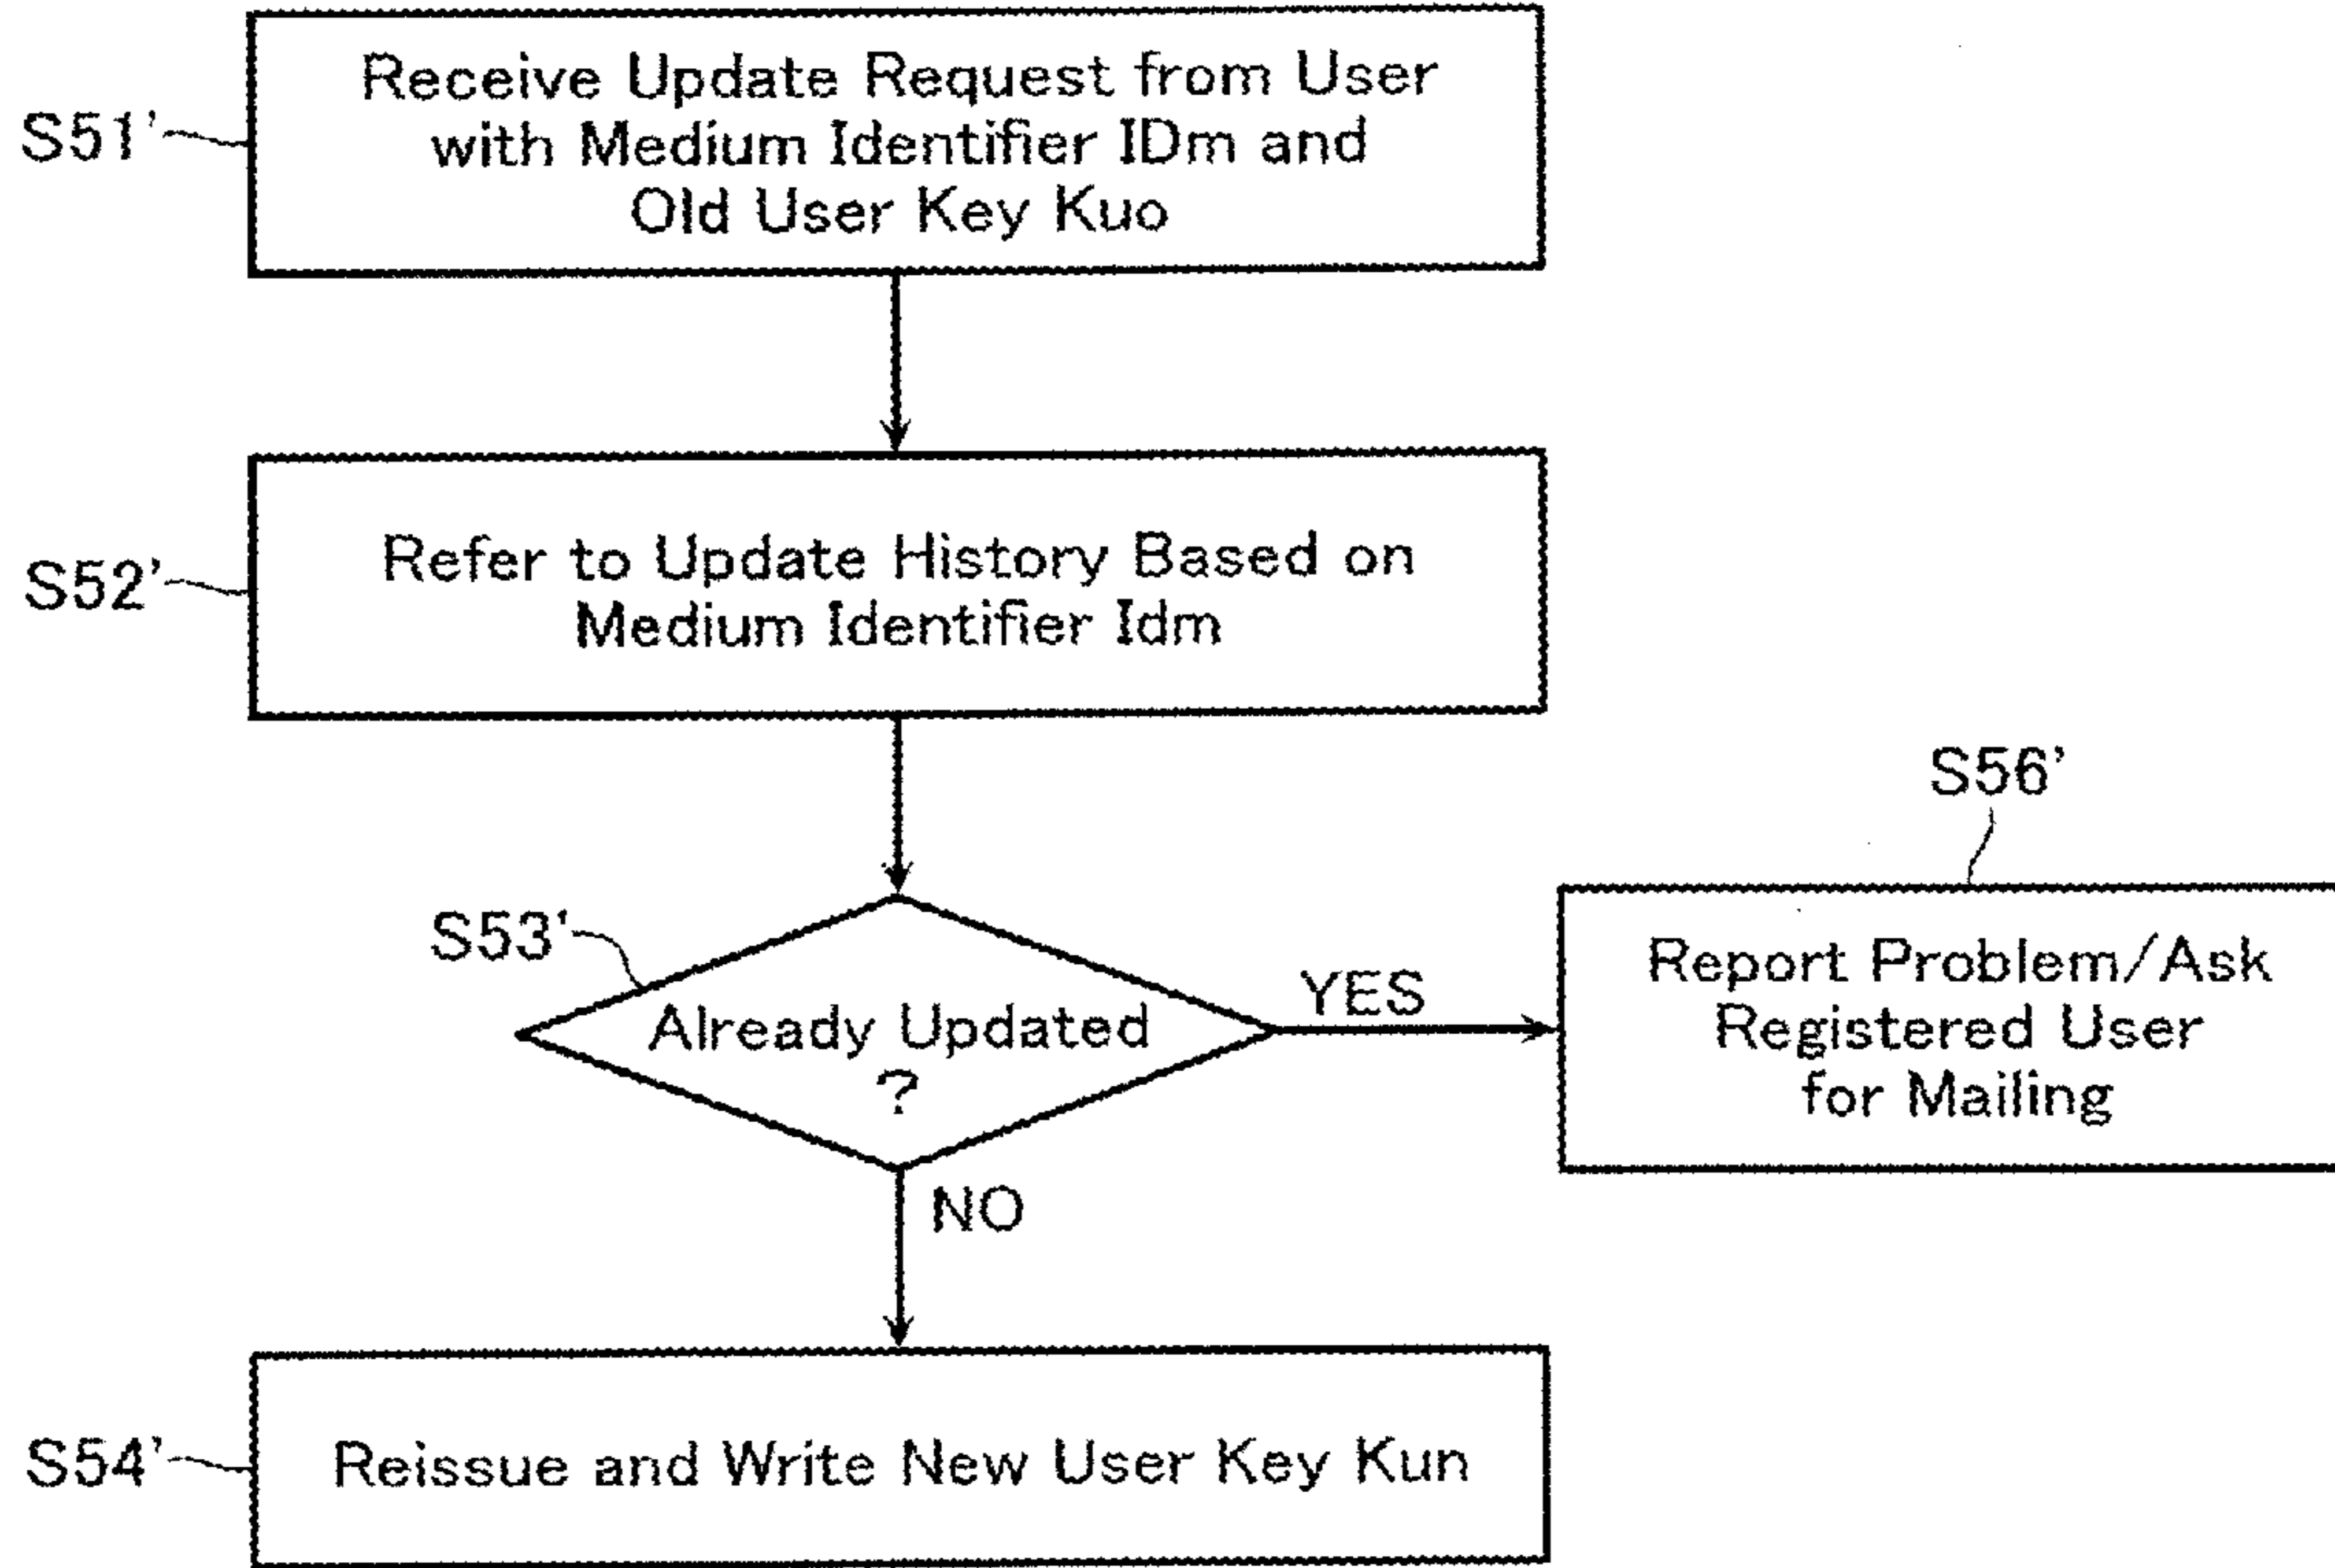 S51'
Receive Update Request from User
with Medium Identifier IDm and
Old User Key Kuo
S52'
Refer to Update History Based on
Medium Identifier Idm
S53'
Already Updated
?
YES
S56'
Report Problem/Ask
Registered User
for Mailing
NO
S54'
Reissue and Write New User Key Kun